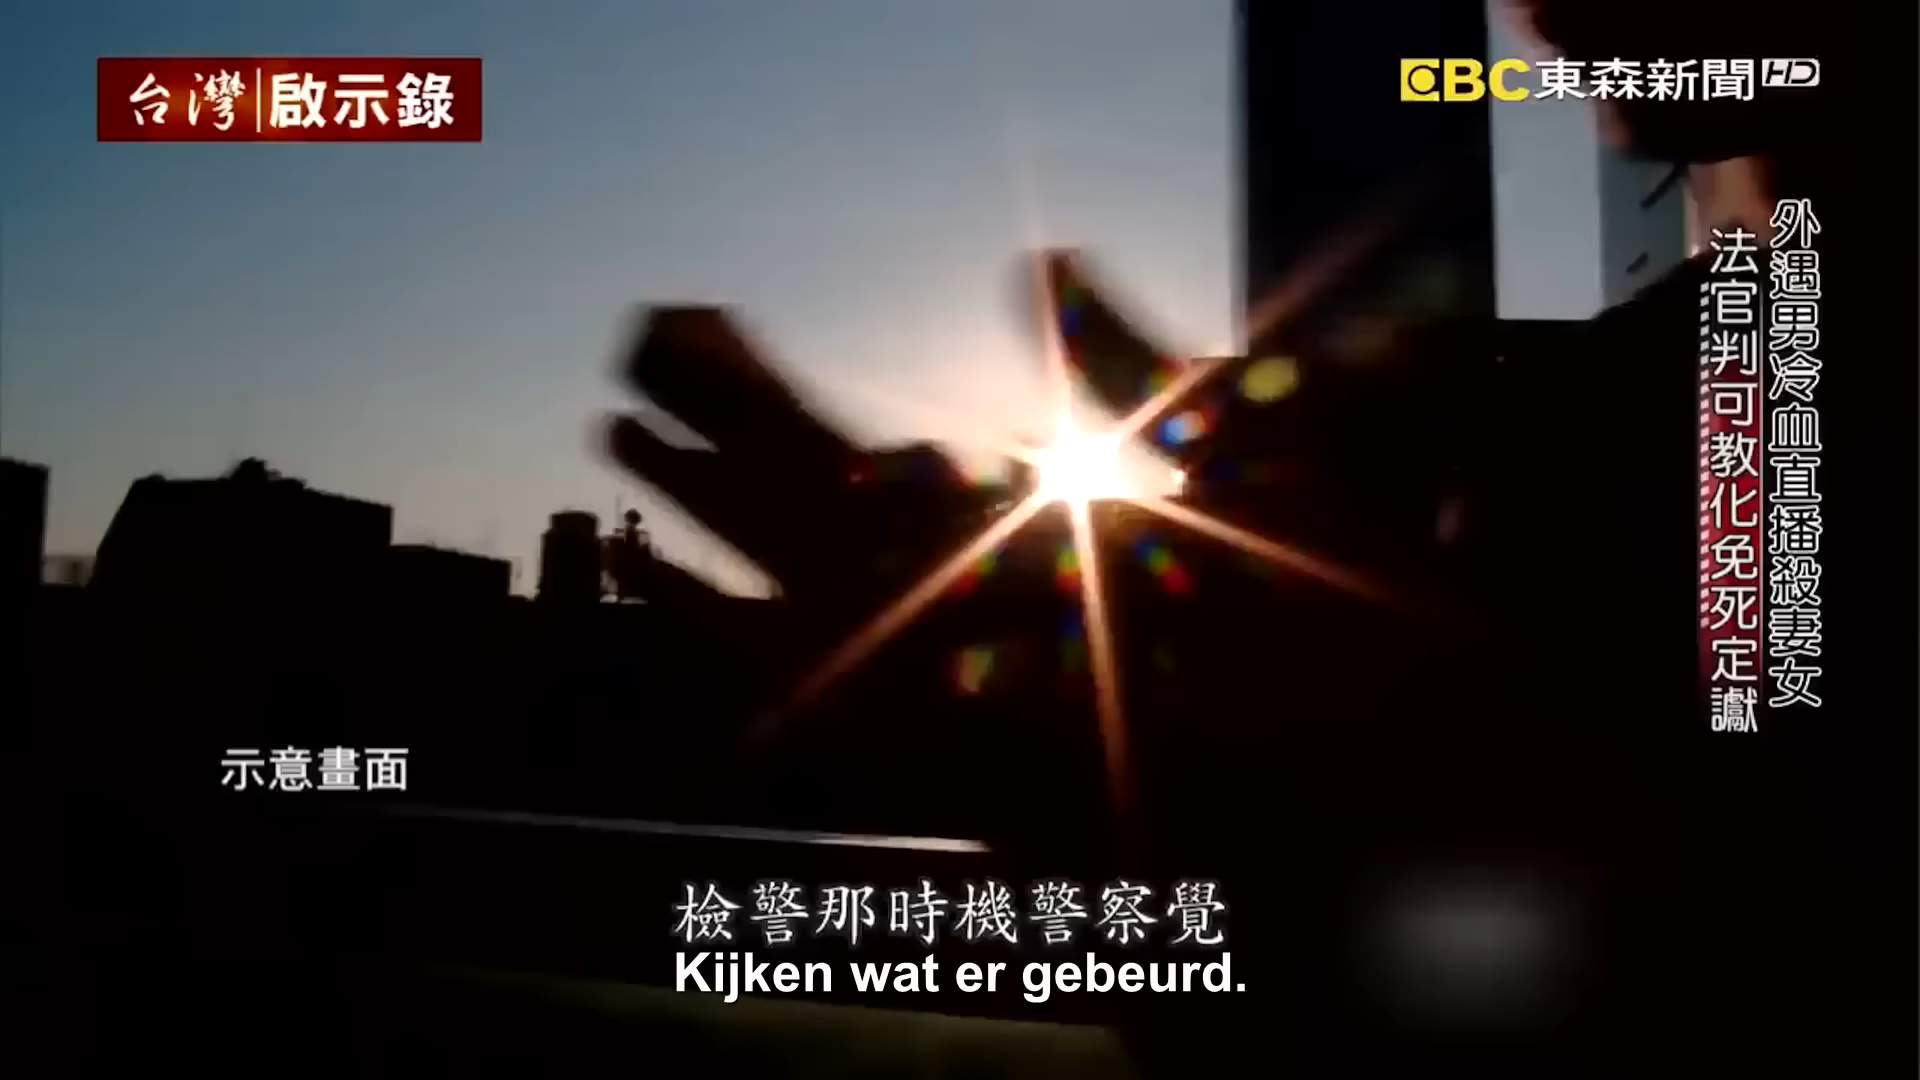 台灣|啟示錄
EBC東森新聞HD
外遇男冷血直播殺妻女
法官判可教化免死定讞
示意畫面
檢警那時機警察覺
Kijken wat er gebeurd.